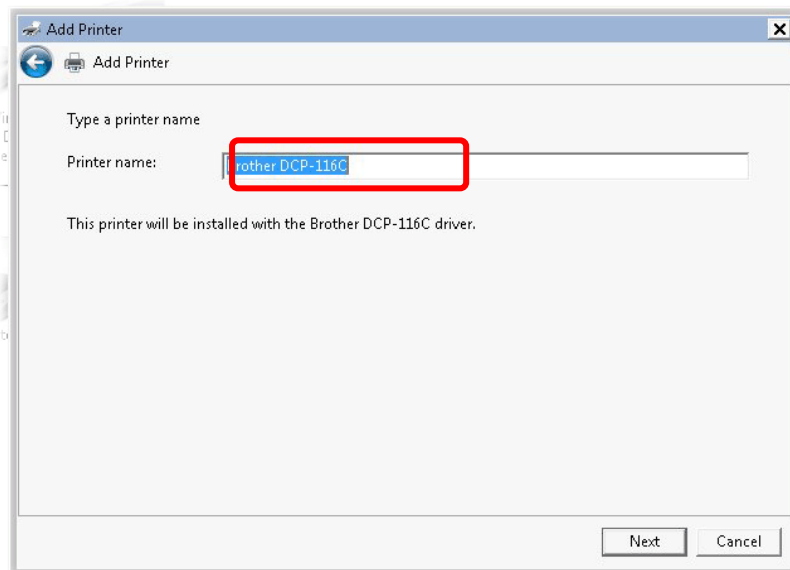 Add Printer
Add Printer
Type a printer name
Printer name:
Brother DCP-116C
This printer will be installed with the Brother DCP-116C driver.
Next
Cancel